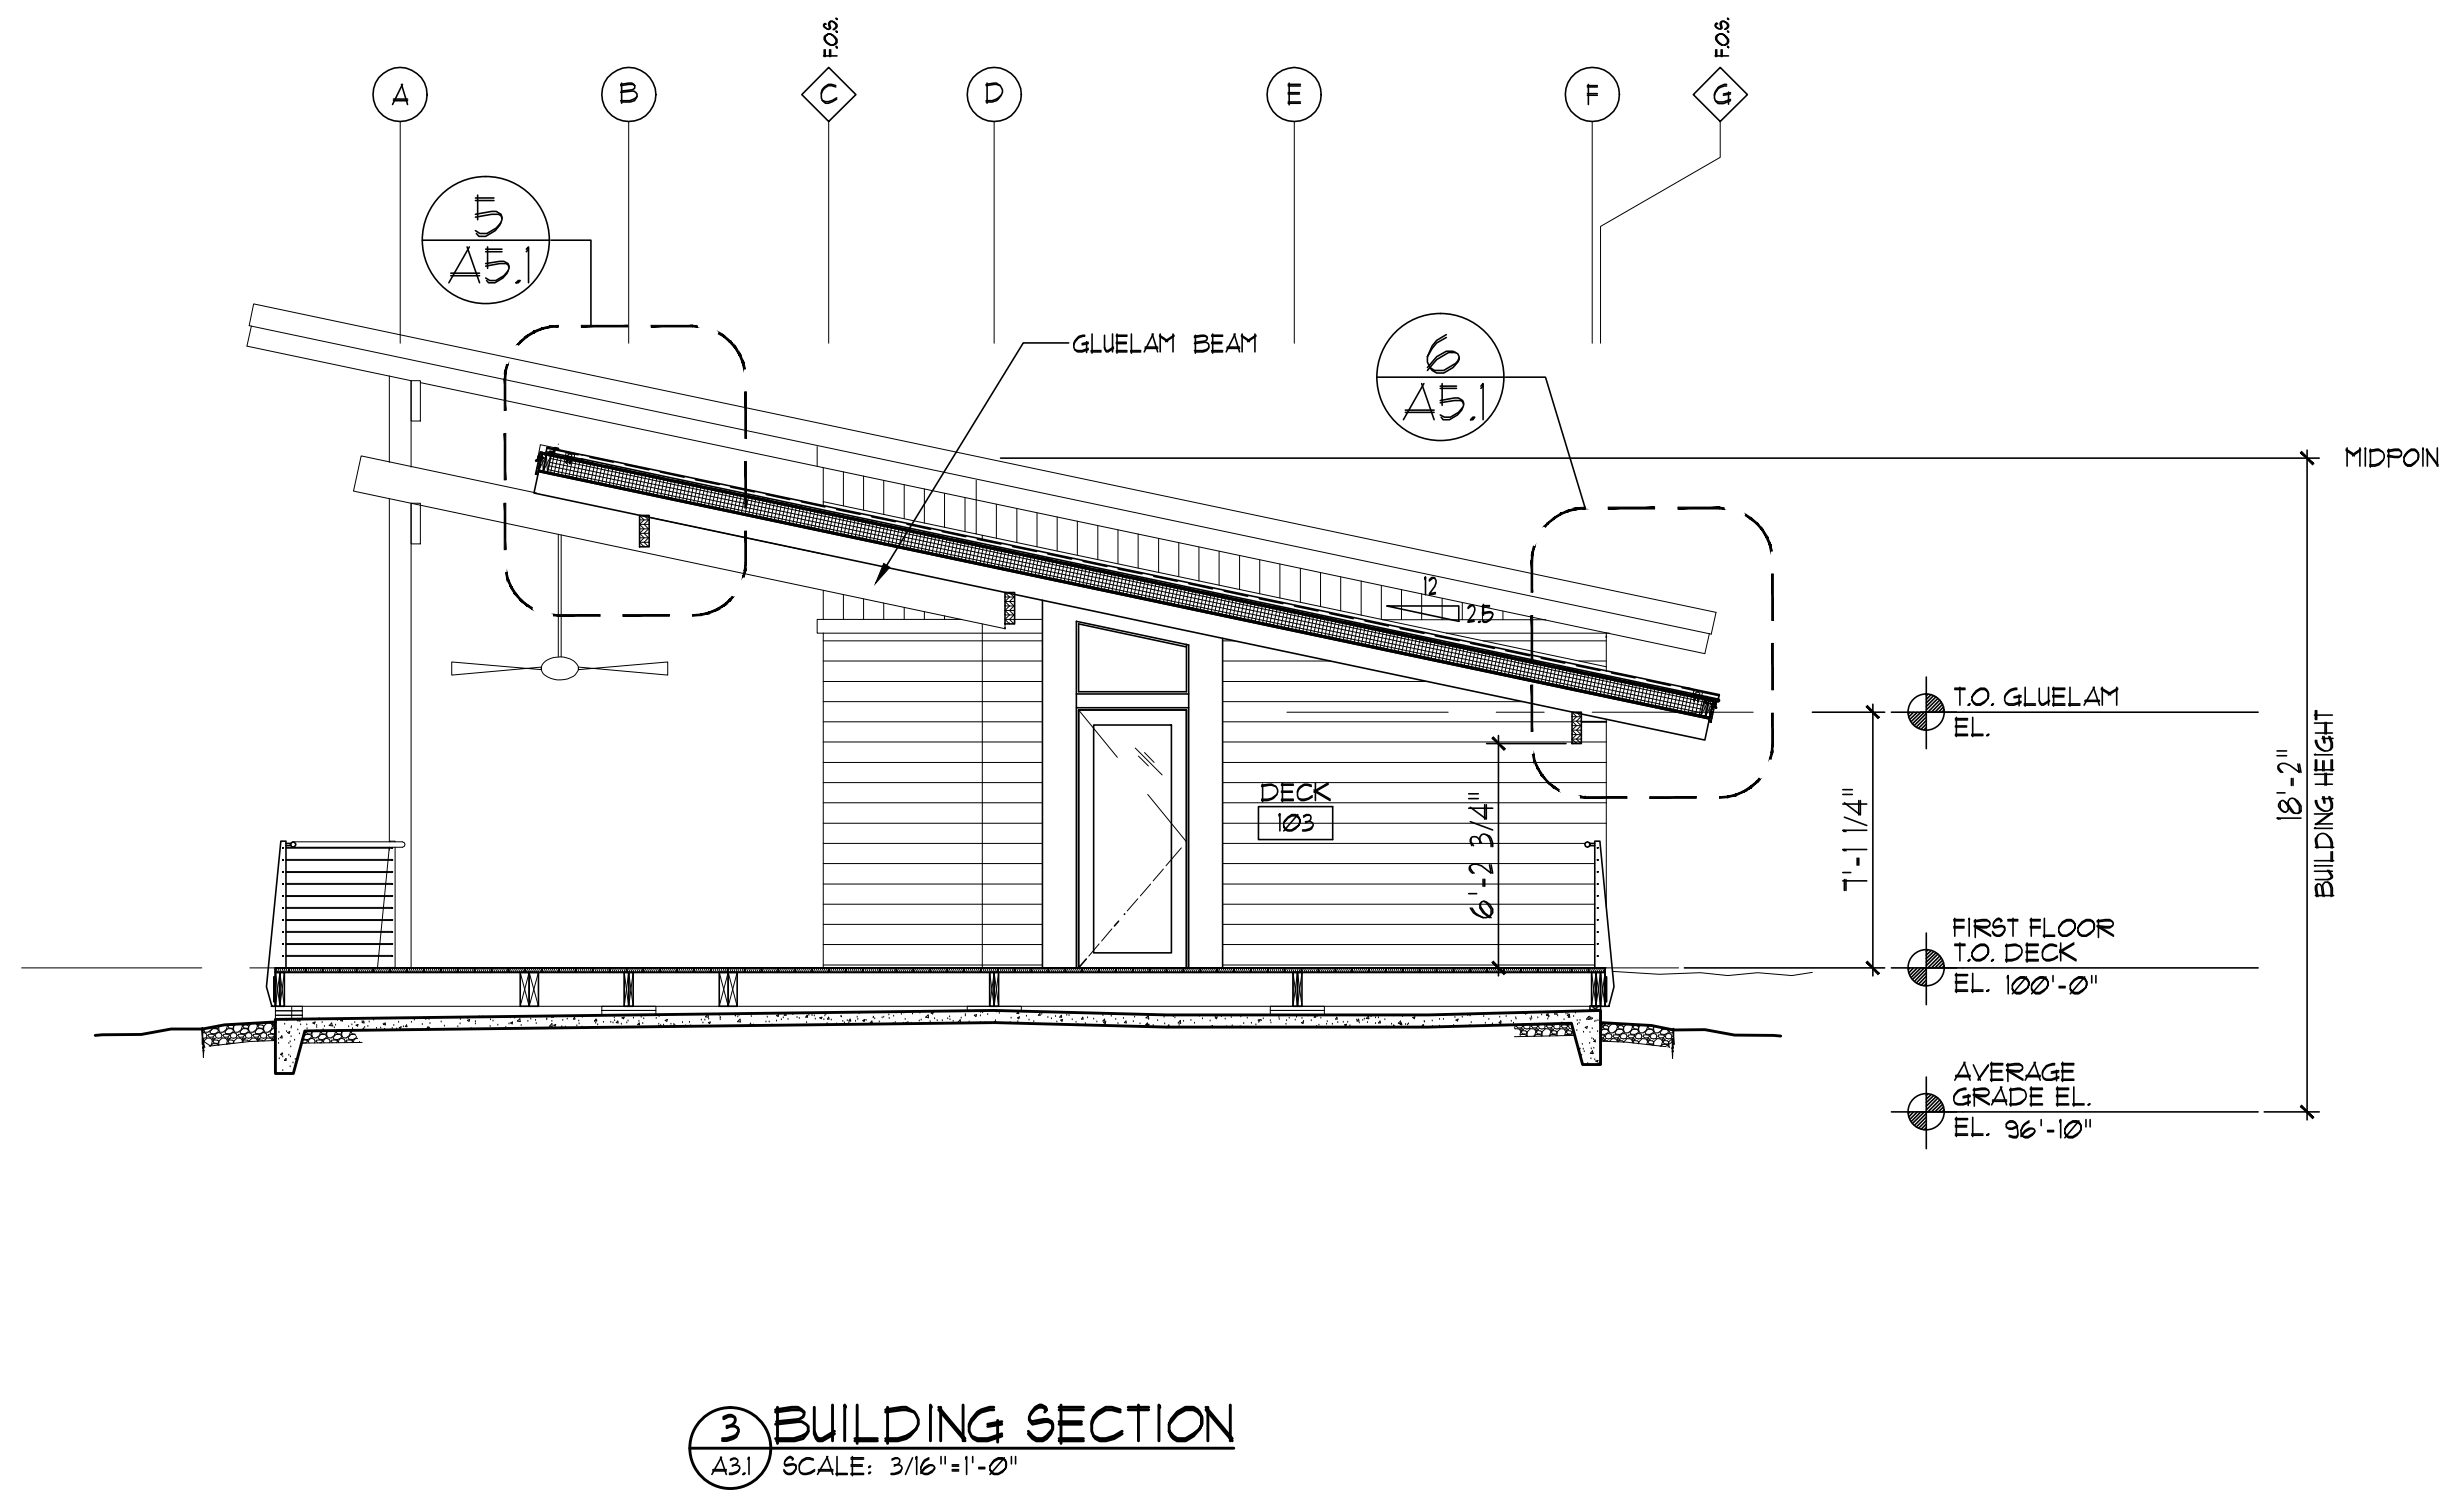 F.O.S.
F.O.S.
A
B
C
D
E
F
G
5
A5.1
6
A5.1
GLUELAM BEAM
MIDPOIN
12
2.5
T.O. GLUELAM
EL.
18'-2"
BUILDING HEIGHT
DECK
103
6'-2 3/4"
7'-1 1/4"
FIRST FLOOR
T.O. DECK
EL. 100'-0"
AVERAGE
GRADE EL.
EL. 96'-10"
3
A3.1
BUILDING SECTION
SCALE: 3/16"=1'-0"